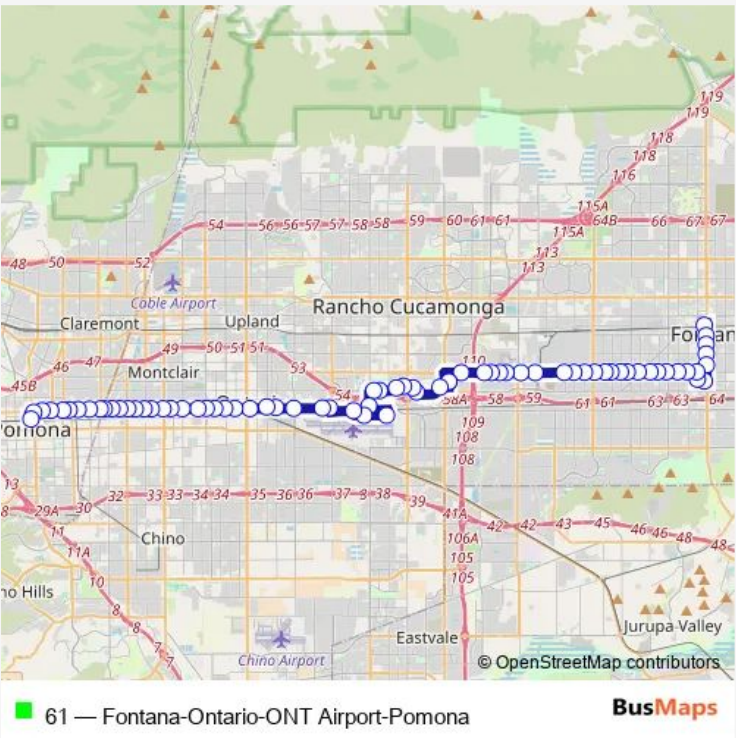 119
119
118
118
116
115A
64B
54 56 56 57 57 58 58 59 60 61 61 66 67 67
115A
113
113
48 50 52
Cable Airport
Rancho Cucamonga
Claremont
Upland
Fontan
49 50 51 51
46 47
53
110
Montclair
45B
54
58A 58 59 61 61 63 63 64
109
Pomona
108
108
13
32 33 33 34 34 35 36 36 37 3 38 39
8 29A 30
41A 42 42 43 45 46 46 48 48
11
Chino
106A
11A
105
10
105
no Hills
8
8
Jurupa Valley
7
7
Eastvale
Chino Airport
© OpenStreetMap contributors
61 — Fontana-Ontario-ONT Airport-Pomona
BusMaps